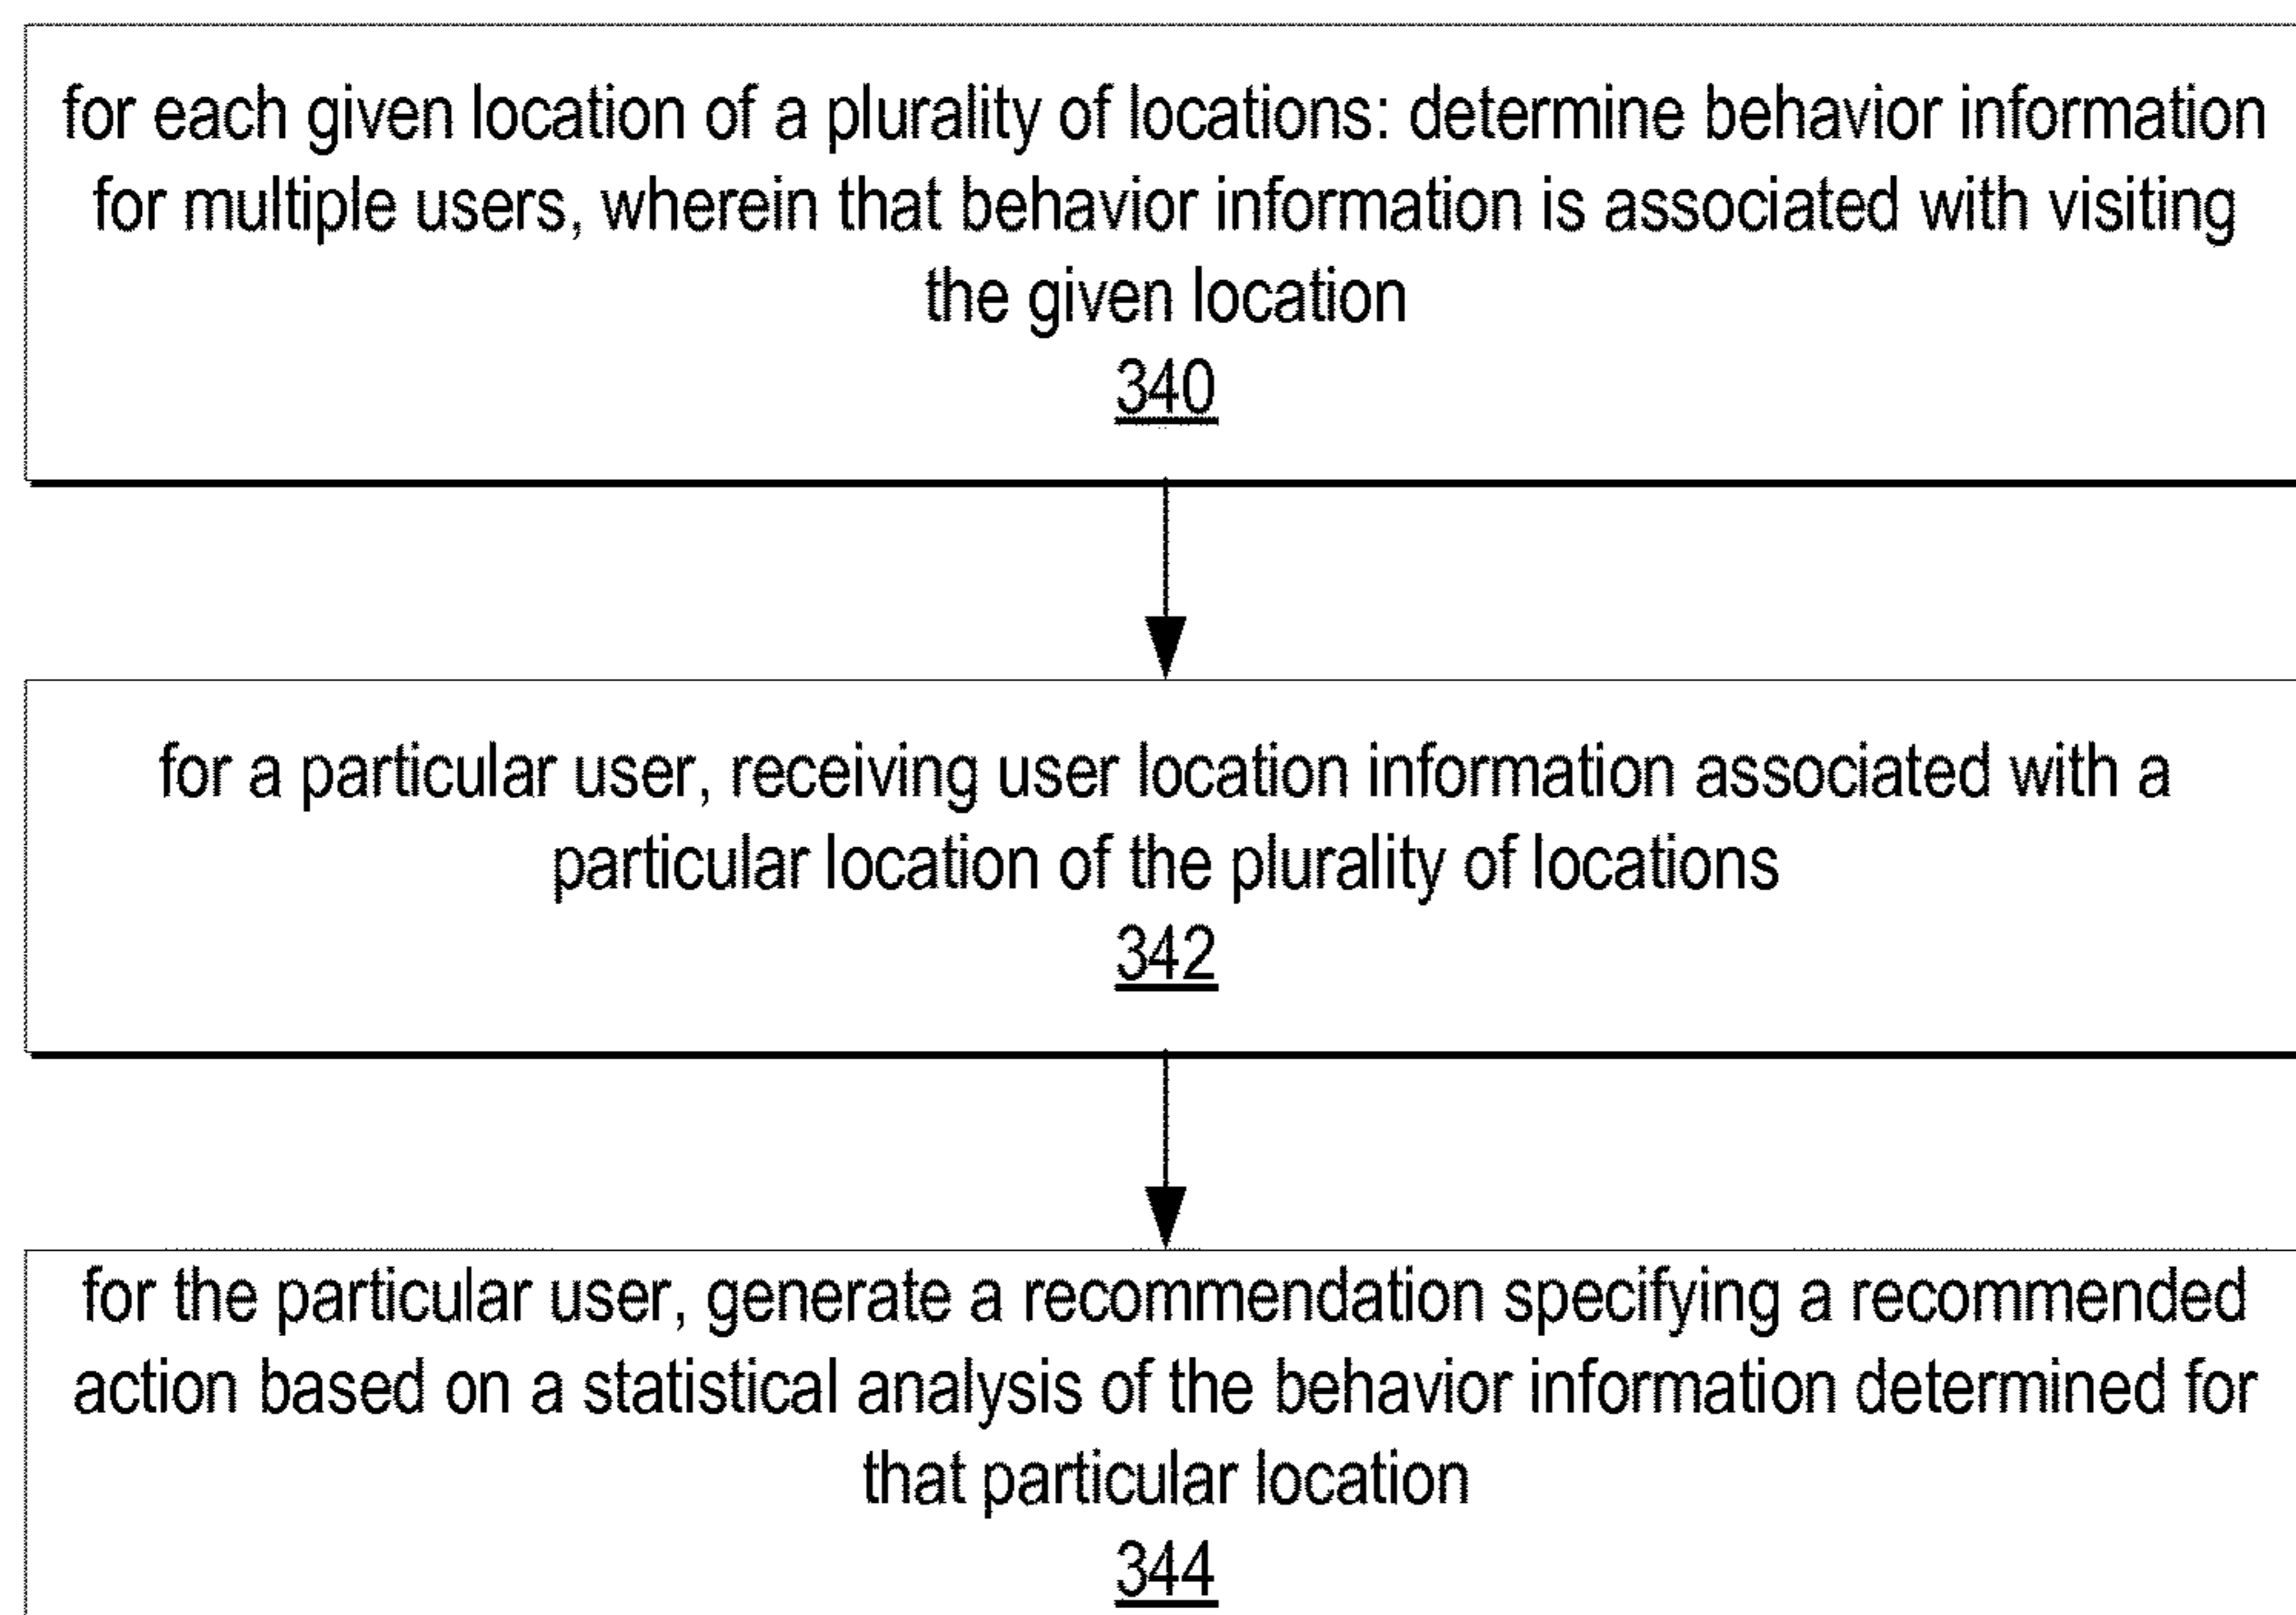 for each given location of a plurality of locations: determine behavior information
for multiple users, wherein that behavior information is associated with visiting
the given location
340
for a particular user, receiving user location information associated with a
particular location of the plurality of locations
342
for the particular user, generate a recommendation specifying a recommended
action based on a statistical analysis of the behavior information determined for
that particular location
344